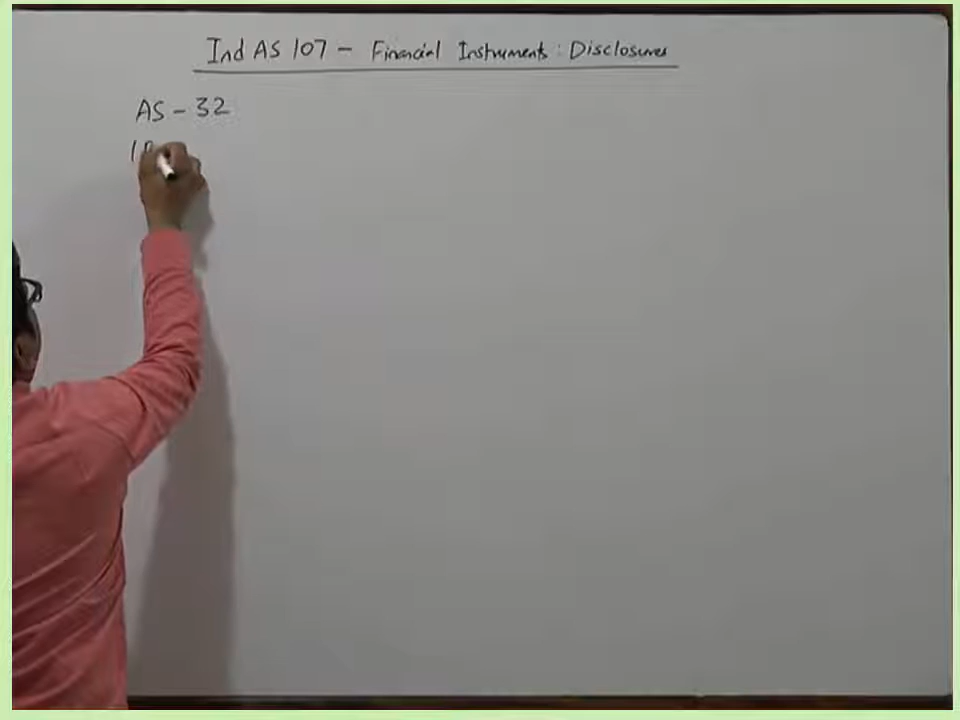 Ind AS 107 - Financial Instruments : Disclosures
AS - 32